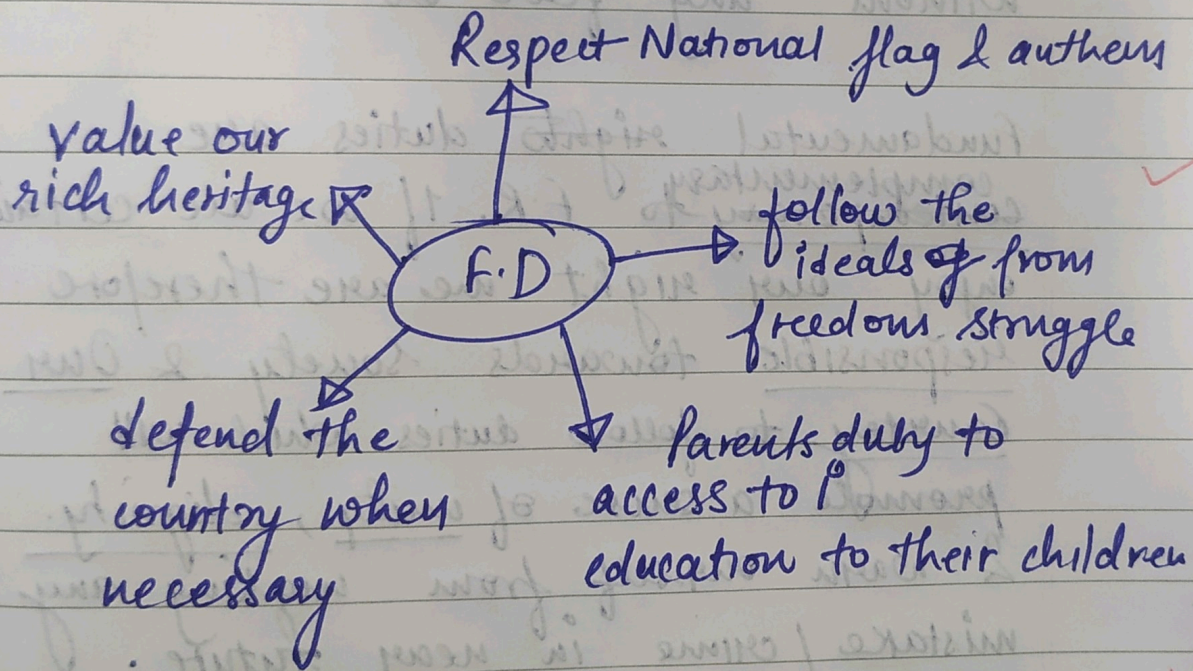 Respect National flag & anthem
value our
rich heritage
F.D
follow the
ideals of from
freedom struggle
defend the
country when
necessary
Parents duty to
access to
education to their children